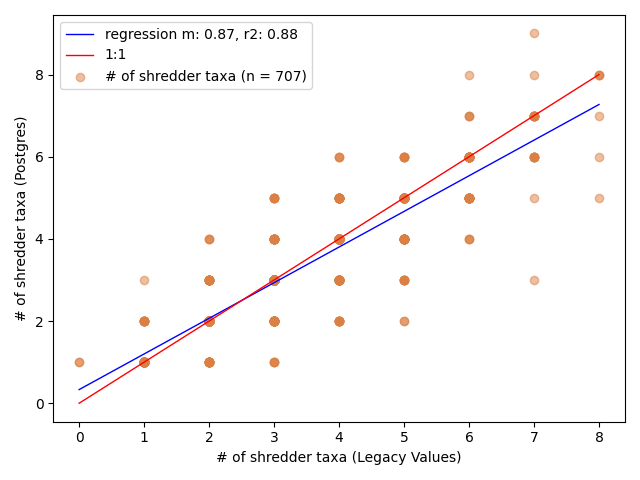 regression m: 0.87, r2: 0.88
1:1
# of shredder taxa (n = 707)
8
6
4
2
0
# of shredder taxa (Postgres)
0 1 2 3 4 5 6 7 8
# of shredder taxa (Legacy Values)